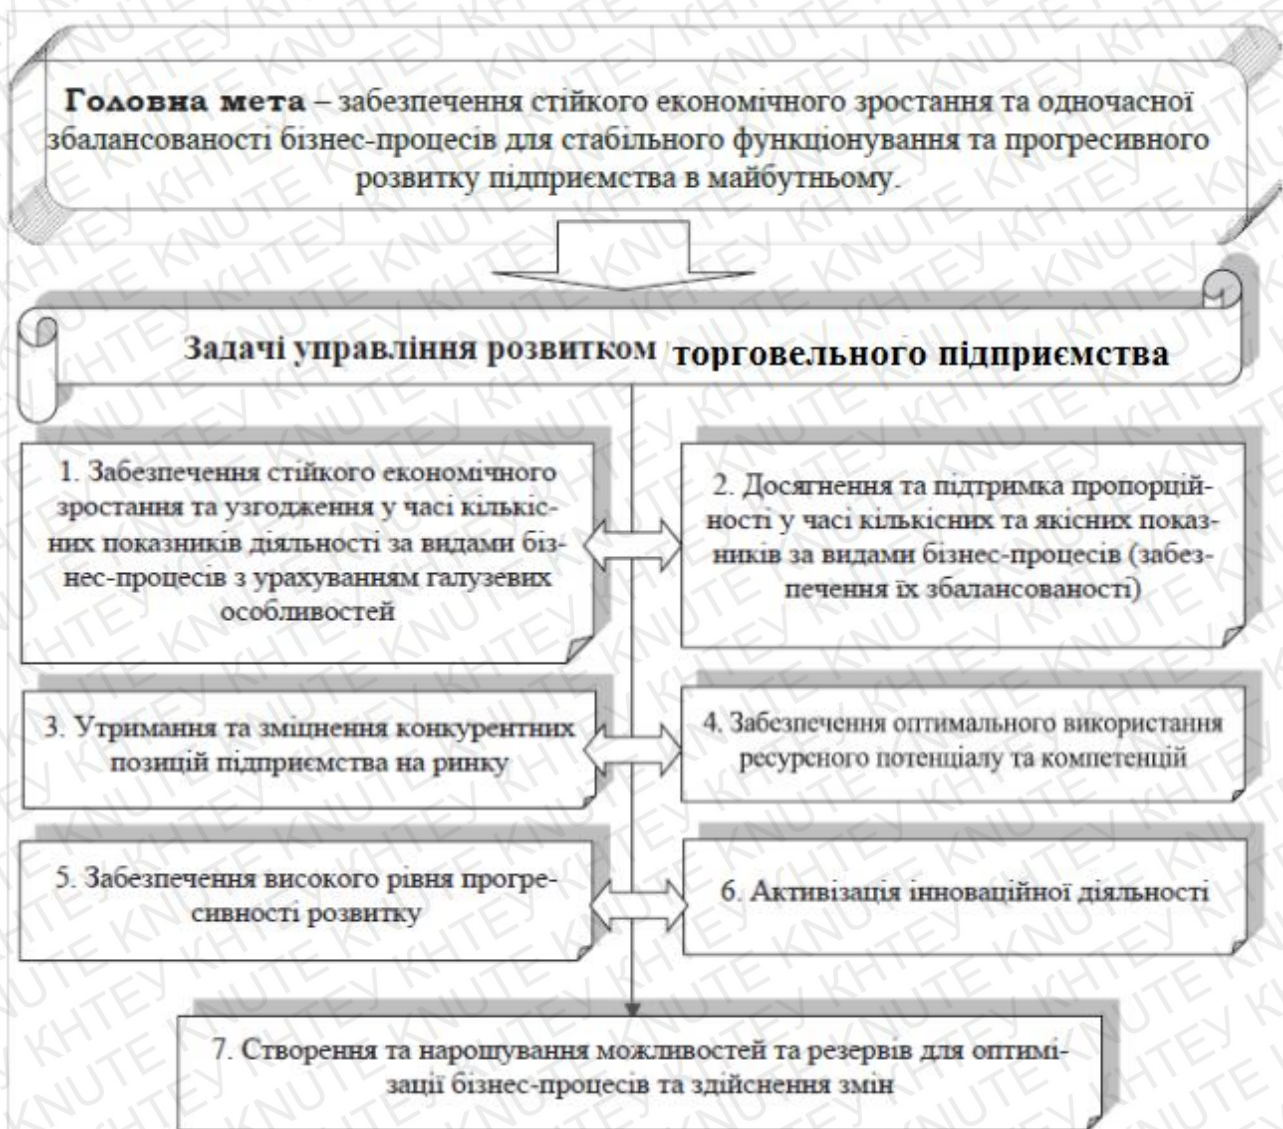 Головна мета – забезпечення стійкого економічного зростання та одночасної
збалансованості бізнес-процесів для стабільного функціонування та прогресивного
розвитку підприємства в майбутньому.
Задачі управління розвитком торговельного підприємства
1. Забезпечення стійкого економічного
зростання та узгодження у часі кількіс-
них показників діяльності за видами біз-
нес-процесів з урахуванням галузевих
особливостей
2. Досягнення та підтримка пропорцій-
ності у часі кількісних та якісних показ-
ників за видами бізнес-процесів (забез-
печення їх збалансованості)
3. Утримання та зміцнення конкурентних
позицій підприємства на ринку
4. Забезпечення оптимального використання
ресурсного потенціалу та компетенцій
5. Забезпечення високого рівня прогре-
сивності розвитку
6. Активізація інноваційної діяльності
7. Створення та нарощування можливостей та резервів для оптимі-
зації бізнес-процесів та здійснення змін